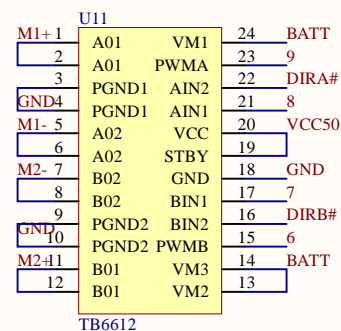 U11
M1+ 1 A01 VM1 24 BATT
2 A01 PWMA 23 9
3 PGND1 AIN2 22 DIRA#
GND 4 PGND1 AIN1 21 8
M1- 5 A02 VCC 20 VCC50
6 A02 STBY 19
M2- 7 B02 GND 18 GND
8 B02 BIN1 17 7
9 PGND2 BIN2 16 DIRB#
GND 10 PGND2 PWMB 15 6
M2+ 11 B01 VM3 14 BATT
12 B01 VM2 13
TB6612